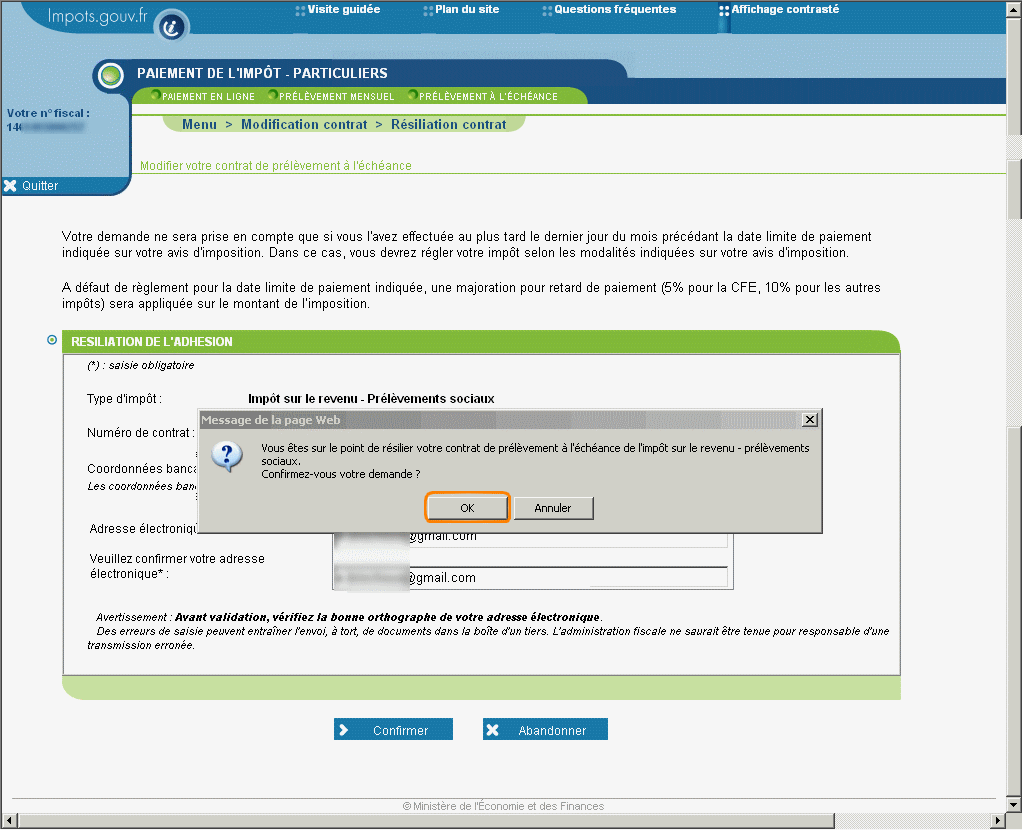 Impots.gouv.fr
Visite guidée
Plan du site
Questions fréquentes
Affichage contrasté
PAIEMENT DE L'IMPÔT - PARTICULIERS
PAIEMENT EN LIGNE
PRÉLÈVEMENT MENSUEL
PRÉLÈVEMENT À L'ÉCHÉANCE
Votre n° fiscal :
Menu > Modification contrat > Résiliation contrat
Modifier votre contrat de prélèvement à l'échéance
Quitter
Votre demande ne sera prise en compte que si vous l'avez effectuée au plus tard le dernier jour du mois précédant la date limite de paiement
indiquée sur votre avis d'imposition. Dans ce cas, vous devrez régler votre impôt selon les modalités indiquées sur votre avis d'imposition.
A défaut de règlement pour la date limite de paiement indiquée, une majoration pour retard de paiement (5% pour la CFE, 10% pour les autres
impôts) sera appliquée sur le montant de l'imposition.
RESILIATION DE L'ADHESION
(*) : saisie obligatoire
Type d'impôt : Impôt sur le revenu - Prélèvements sociaux
Message de la page Web
Numéro de contrat :
Vous êtes sur le point de résilier votre contrat de prélèvement à l'échéance de l'impôt sur le revenu - prélèvements
sociaux.
Confirmez-vous votre demande ?
Coordonnées banca
Les coordonnées ban
OK
Annuler
Adresse électroniqu
@gmail.com
Veuillez confirmer votre adresse
électronique* :
@gmail.com
Avertissement : Avant validation, vérifiez la bonne orthographe de votre adresse électronique.
Des erreurs de saisie peuvent entraîner l'envoi, à tort, de documents dans la boîte d'un tiers. L'administration fiscale ne saurait être tenue pour responsable d'une
transmission erronée.
Confirmer
Abandonner
© Ministère de l'Économie et des Finances